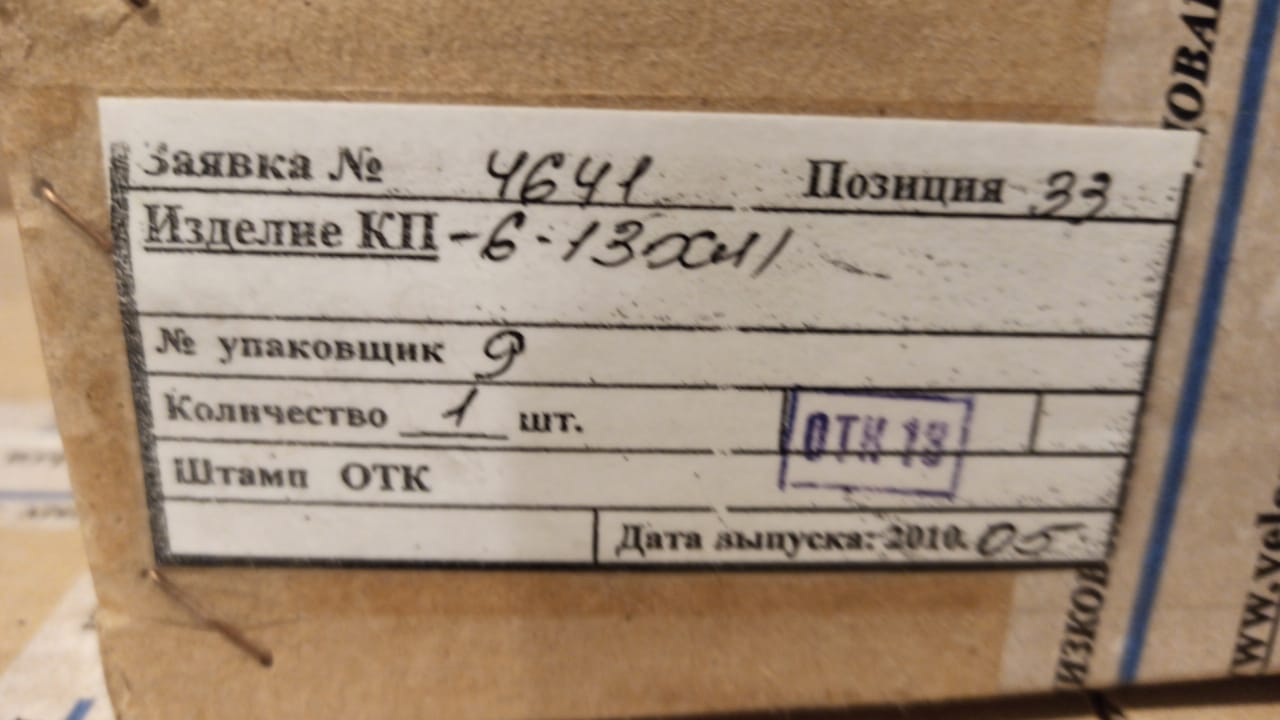 Заявка № 4641 Позиция 33
Изделие КП-6-13ХЛ1
№ упаковщик 9
Количество 1 шт.
ОТК 13
Штамп ОТК
Дата выпуска: 2010.05